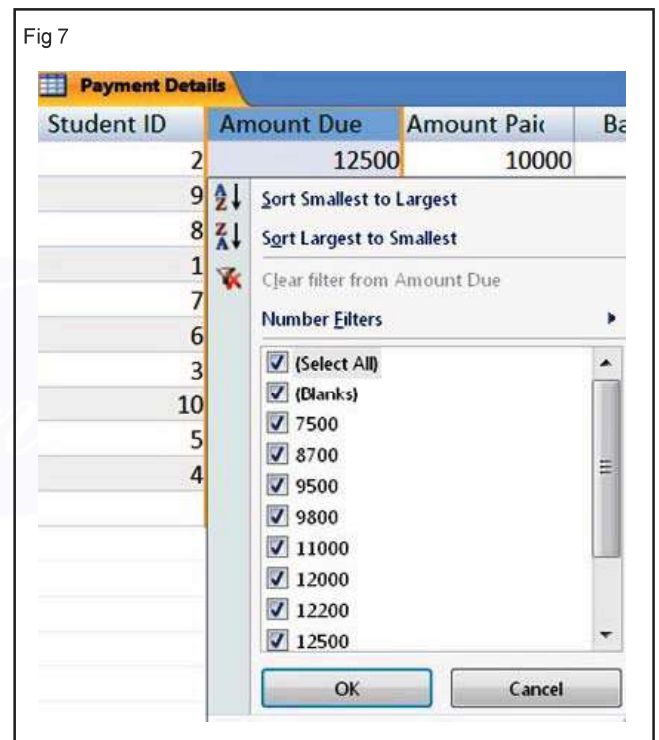 Fig 7
Payment Details
Student ID Amount Due Amount Paid Ba
2 12500 10000
9
8
1
7
6
3
10
5
4
Sort Smallest to Largest
Sort Largest to Smallest
Clear filter from Amount Due
Number Filters
(Select All)
(Blanks)
7500
8700
9500
9800
11000
12000
12200
12500
OK Cancel